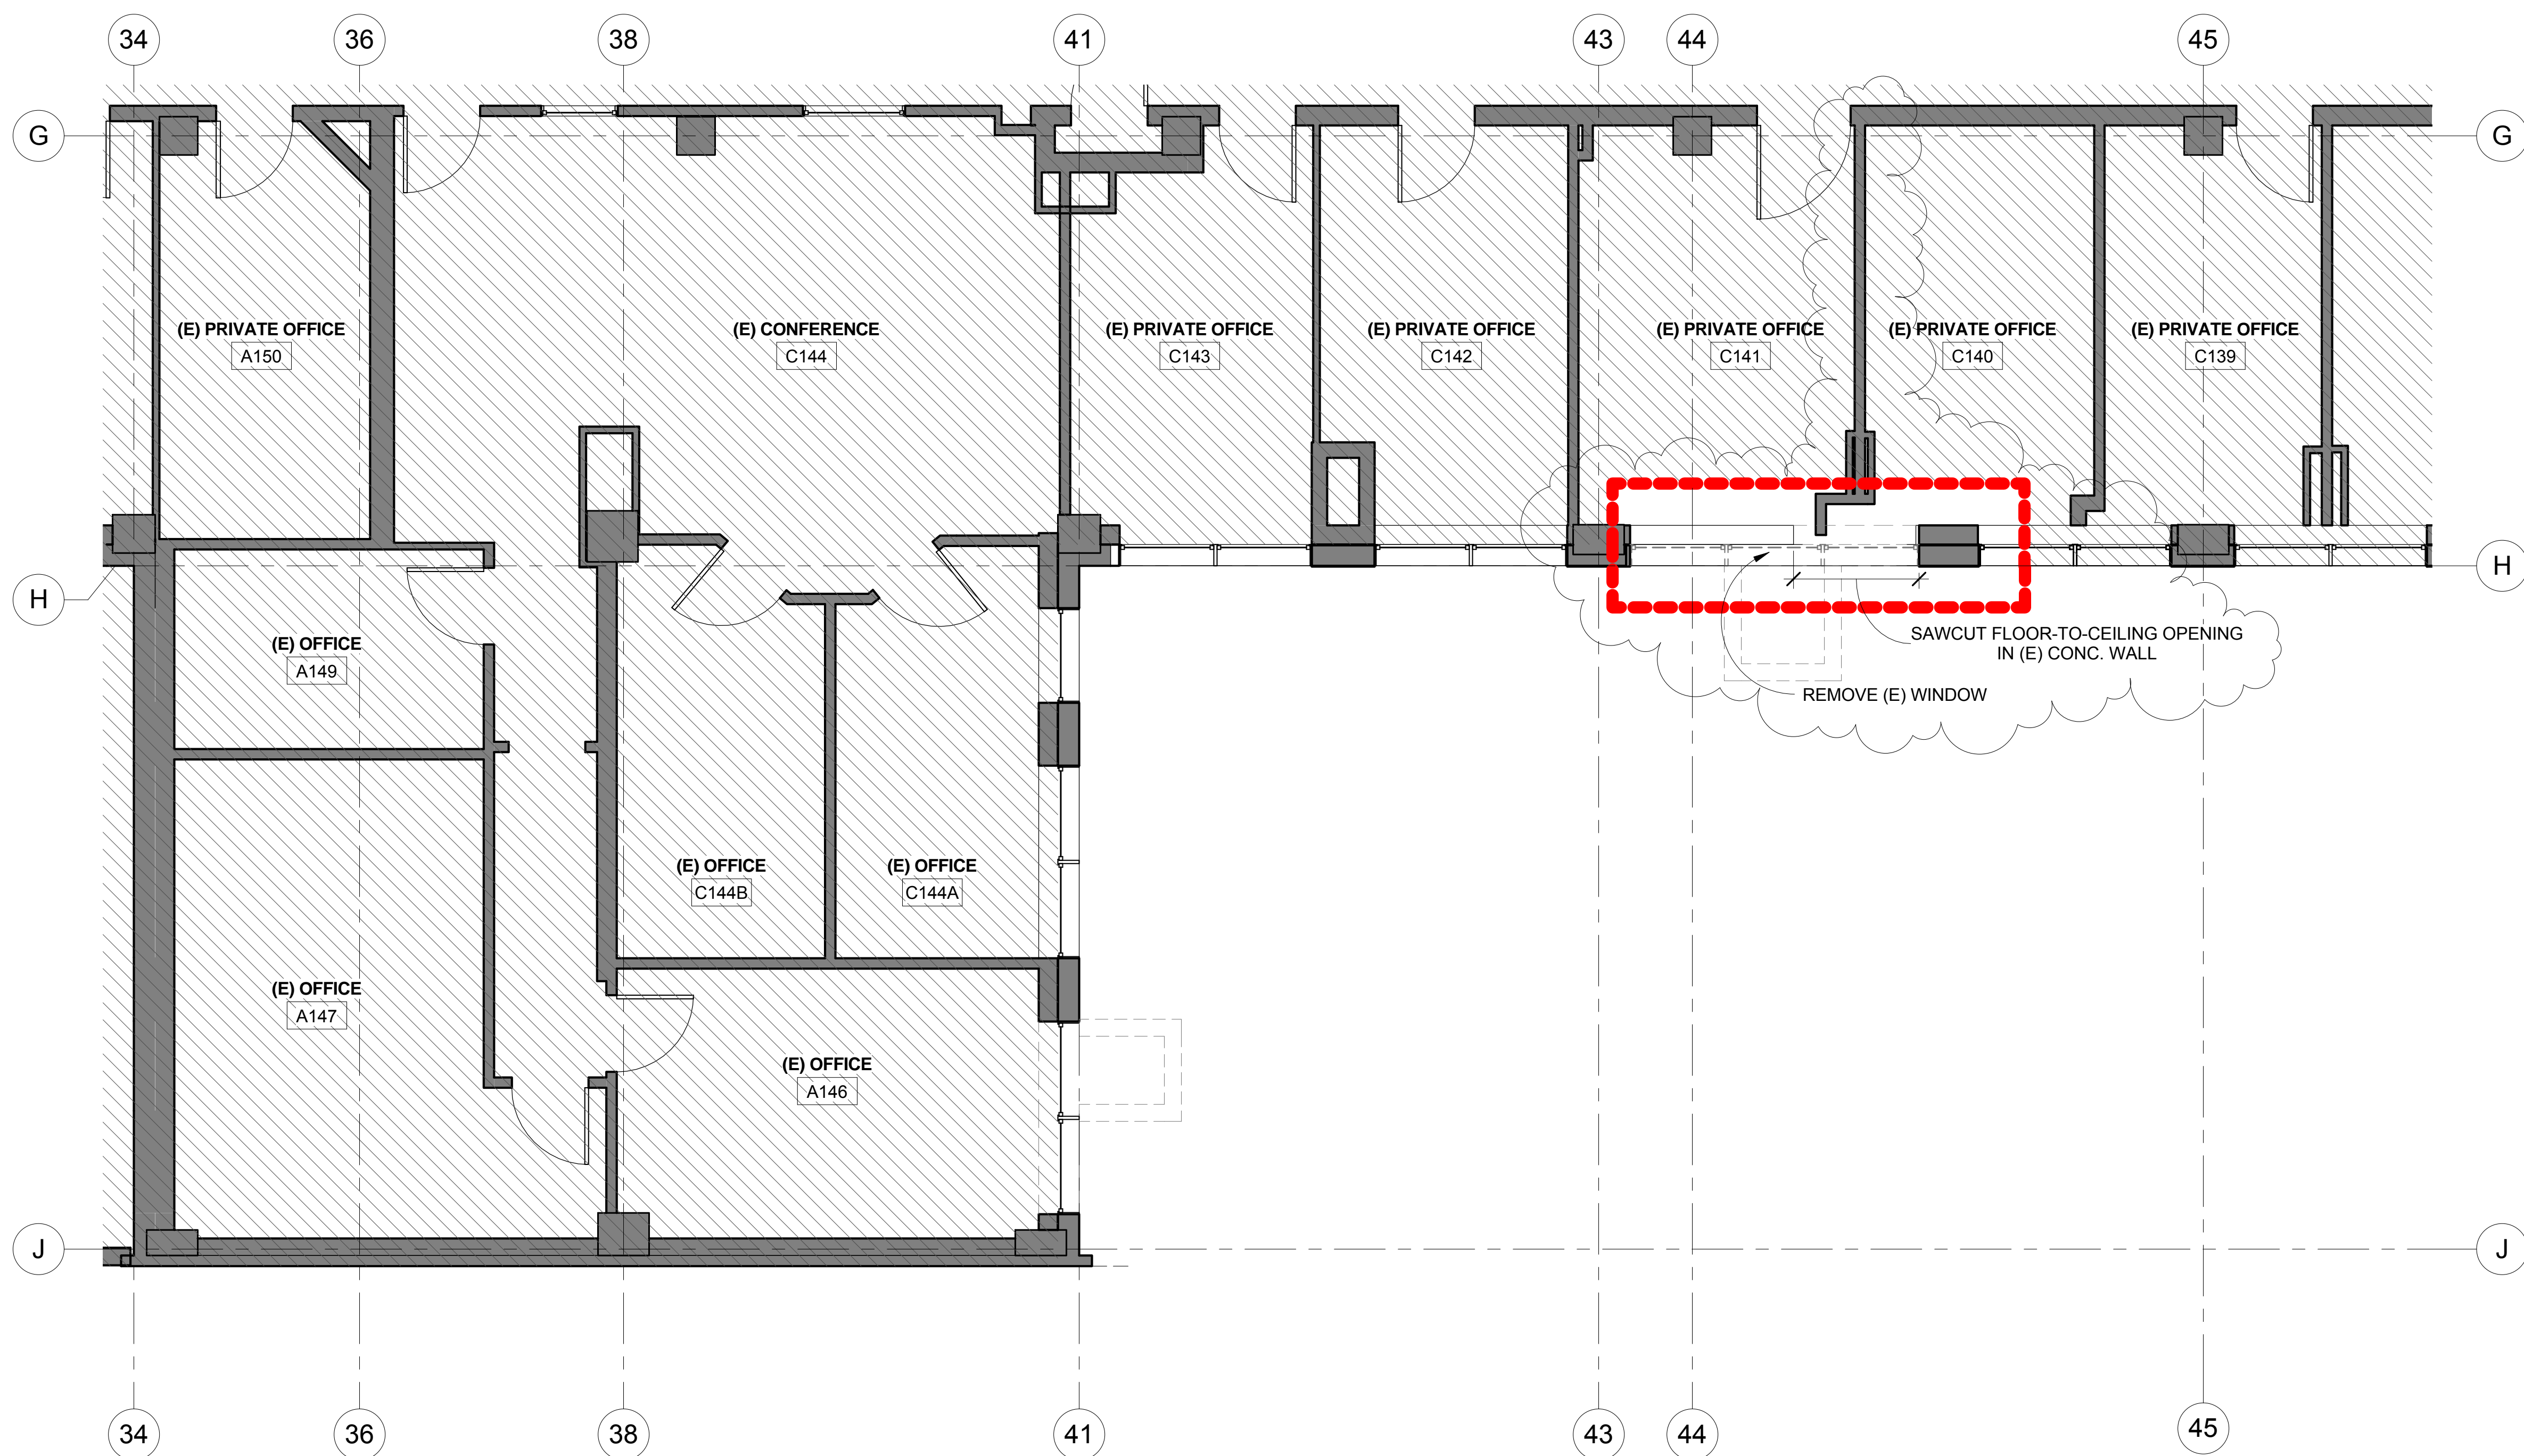 34
36
38
41
43
44
45
G
G
(E) PRIVATE OFFICE
A150
(E) CONFERENCE
C144
(E) PRIVATE OFFICE
C143
(E) PRIVATE OFFICE
C142
(E) PRIVATE OFFICE
C141
(E) PRIVATE OFFICE
C140
(E) PRIVATE OFFICE
C139
H
H
(E) OFFICE
A149
SAWCUT FLOOR-TO-CEILING OPENING
IN (E) CONC. WALL
REMOVE (E) WINDOW
(E) OFFICE
C144B
(E) OFFICE
C144A
(E) OFFICE
A147
(E) OFFICE
A146
J
J
34
36
38
41
43
44
45